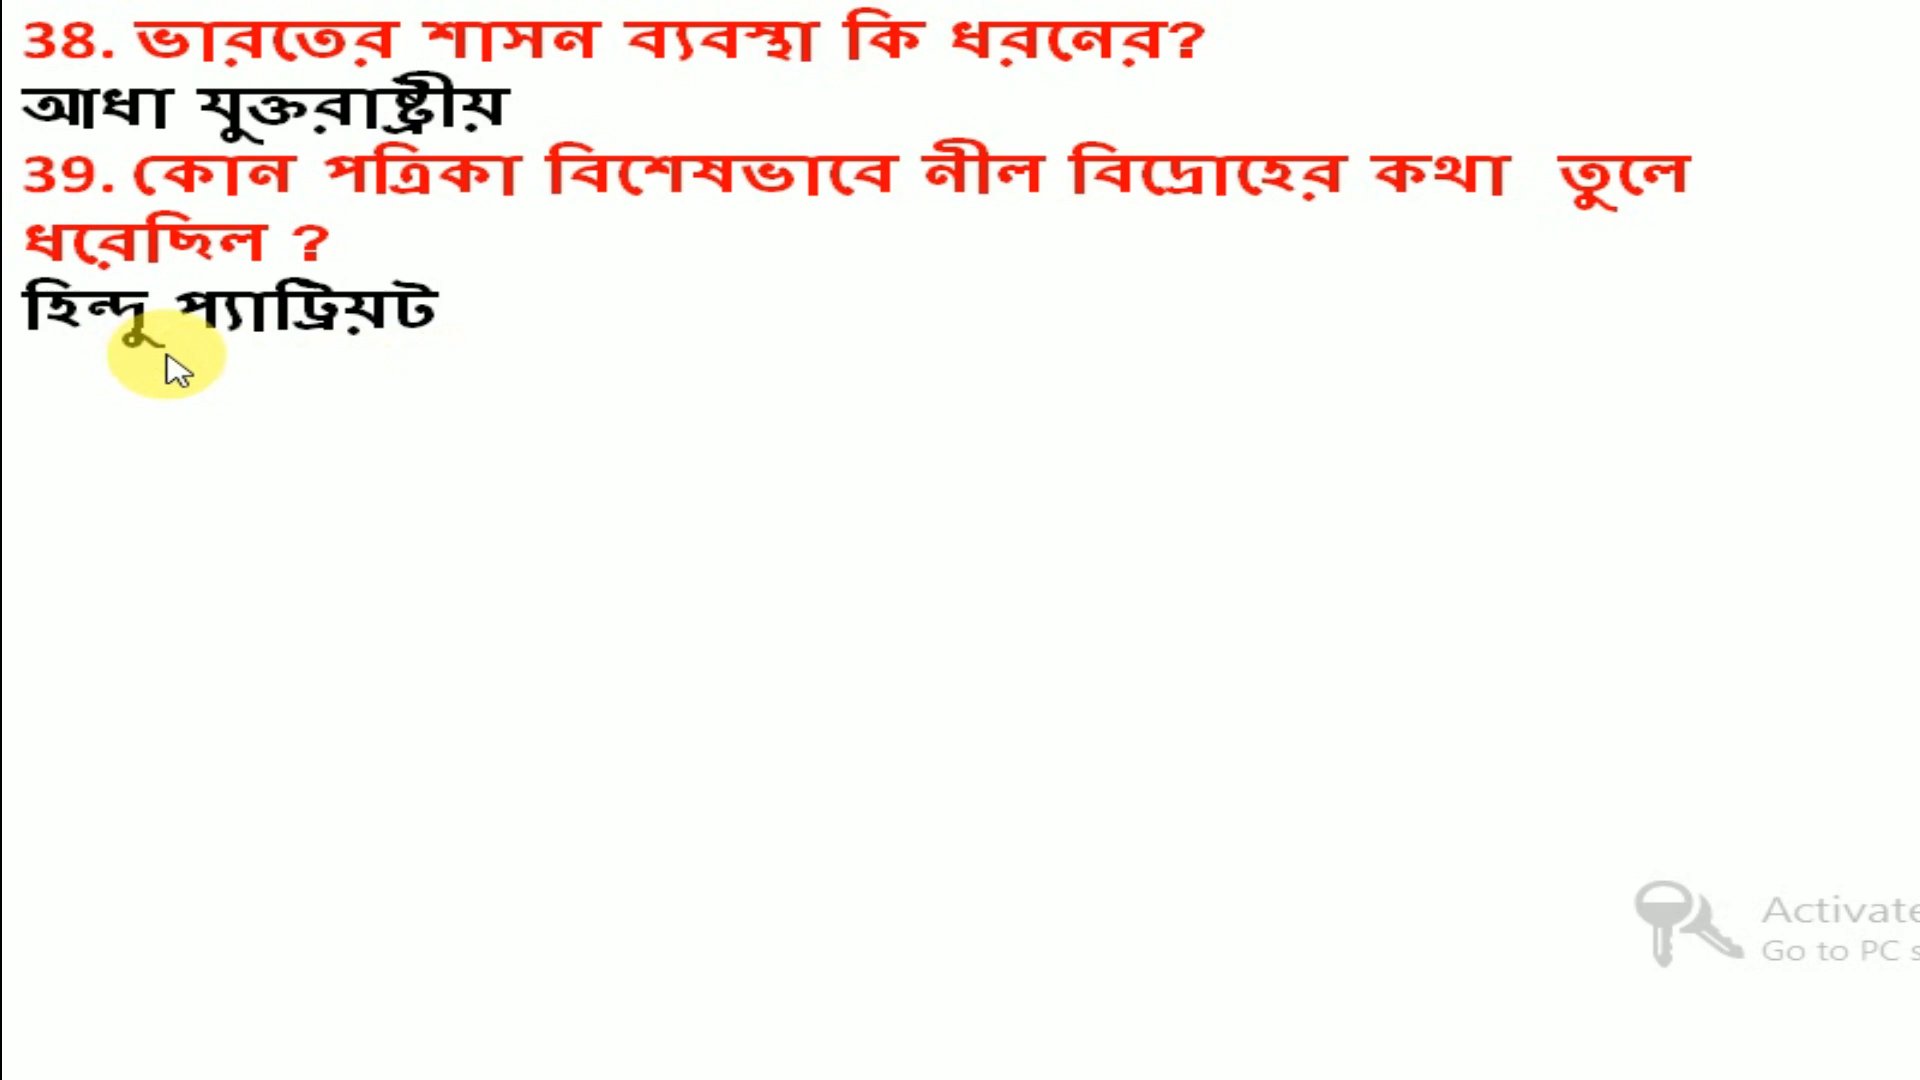 38. ভারতের শাসন ব্যবস্থা কি ধরনের?
আধা যুক্তরাষ্ট্রীয়
39. কোন পত্রিকা বিশেষভাবে নীল বিদ্রোহের কথা তুলে
ধরেছিল ?
হিন্দু প্যাট্রিয়ট
Activate
Go to PC s